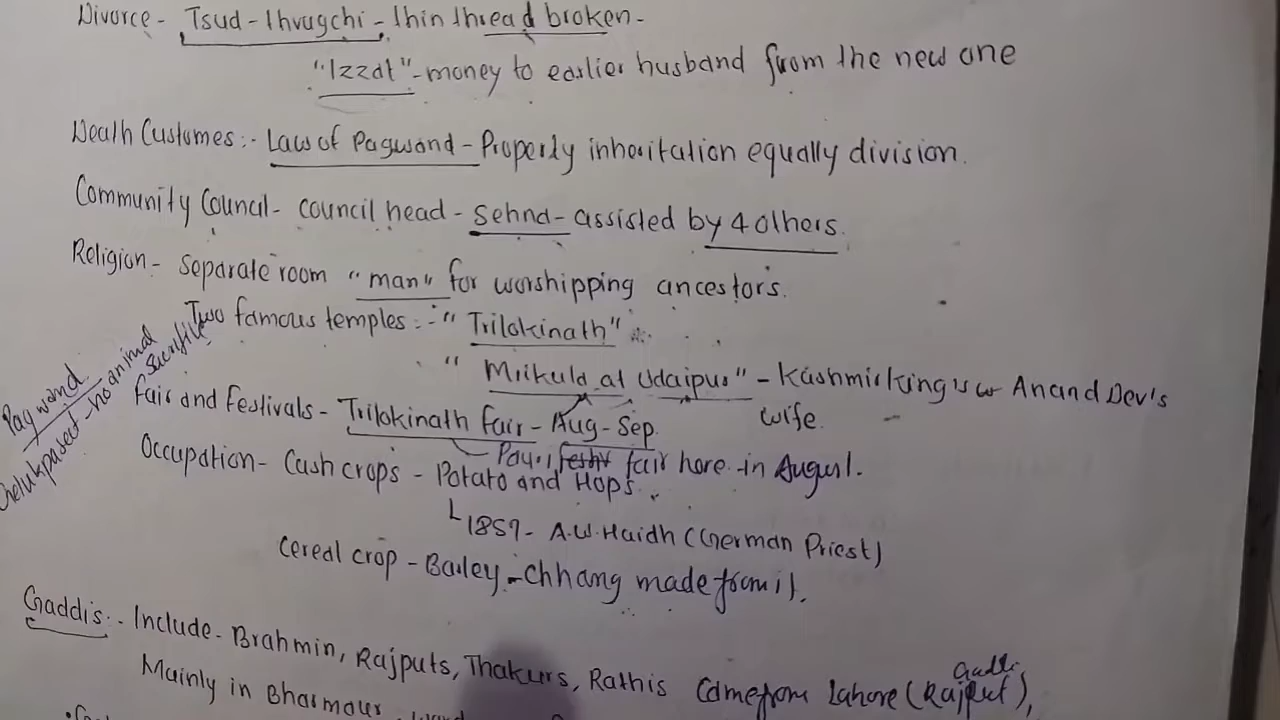 Divorce - Tsud - thvagchi - thin thread broken -
"Izzat" - money to earlier husband from the new one
Death Customes :- Law of Pagwand - Property inheritation equally division.
Community Council - council head - Sehna - assisted by 4 others.
Religion - Separate room "man" for worshipping ancestors.
Two famous temples :- "Trilokinath"
" Mrikula at Udaipur" - Kashmir king's Anand Dev's
wife.
Fair and Festivals - Trilokinath fair - Aug - Sep.
Pauri fair here in August.
Pagwand
no animal
Sacrifice
Occupation - Cash crops - Potato and Hops.
1857 - A.W. Haidh (German Priest)
Cereal crop - Barley - Chhang made from it.
Gaddis :- Include - Brahmin, Rajputs, Thakurs, Rathis Came from Lahore (Rajput),
Mainly in Bharmour